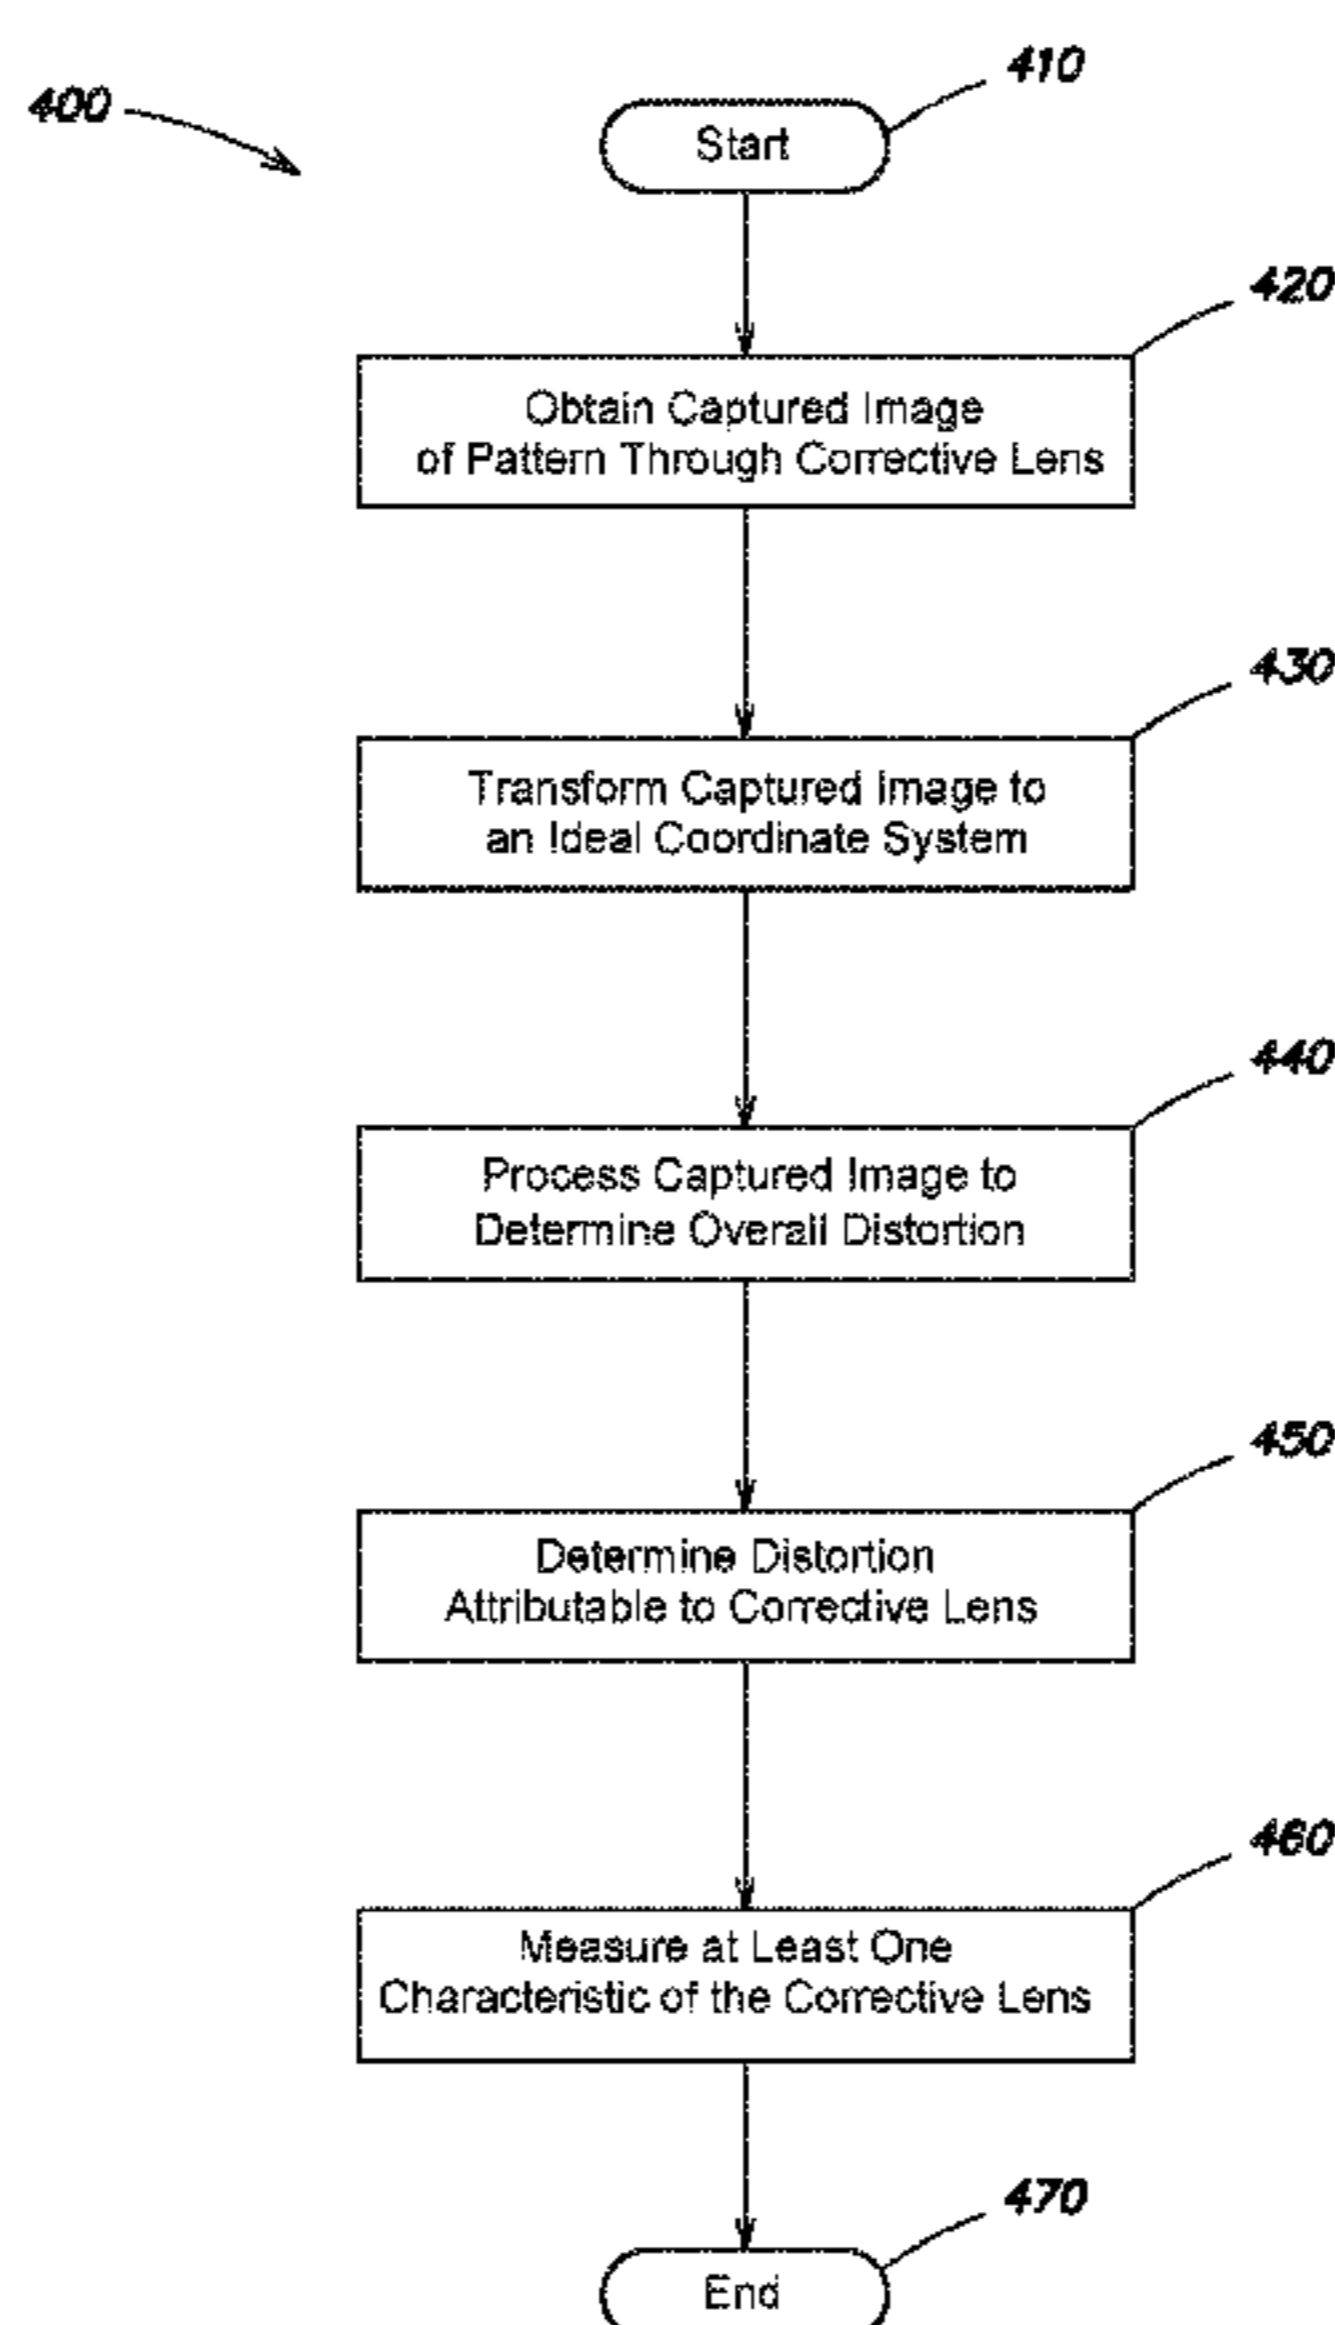 410
400
Start
420
Obtain Captured Image
of Pattern Through Corrective Lens
430
Transform Captured Image to
an Ideal Coordinate System
440
Process Captured Image to
Determine Overall Distortion
450
Determine Distortion
Attributable to Corrective Lens
460
Measure at Least One
Characteristic of the Corrective Lens
470
End